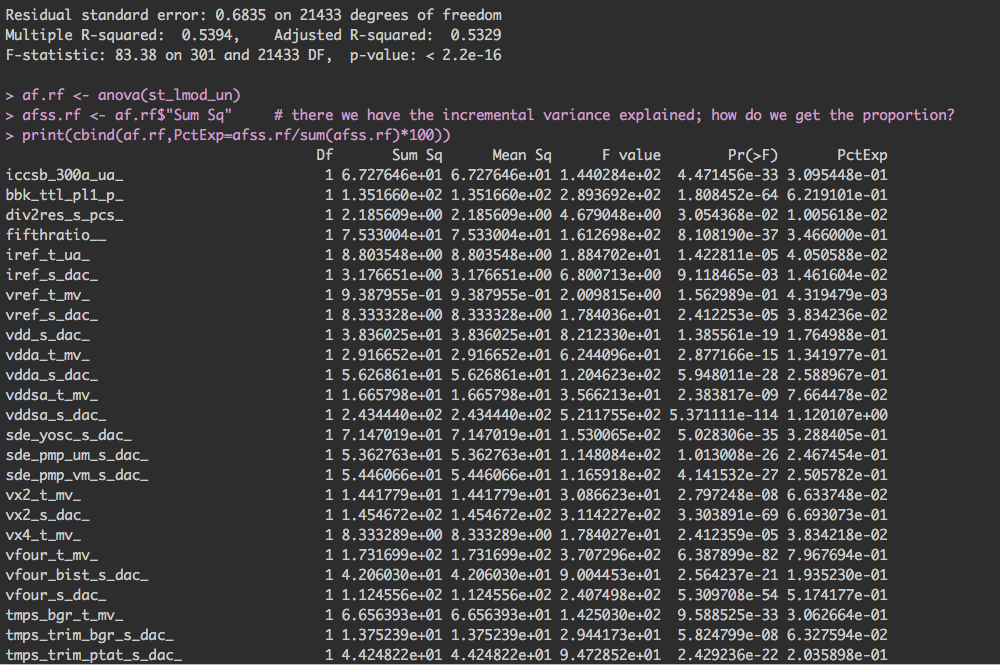 Residual standard error: 0.6835 on 21433 degrees of freedom
Multiple R-squared:  0.5394,    Adjusted R-squared:  0.5329
F-statistic: 83.38 on 301 and 21433 DF,  p-value: < 2.2e-16
> af.rf <- anova(st_lmod_un)
> afss.rf <- af.rf$"Sum Sq"     # there we have the incremental variance explained; how do we get the proportion?
> print(cbind(af.rf,PctExp=afss.rf/sum(afss.rf)*100))
Df Sum Sq Mean Sq F value Pr(>F) PctExp
iccsb_300a_ua_ 1 6.727646e+01 6.727646e+01 1.440284e+02 4.471456e-33 3.095448e-01
bbk_ttl_pl1_p_ 1 1.351660e+02 1.351660e+02 2.893692e+02 1.808452e-64 6.219101e-01
div2res_s_pcs_ 1 2.185609e+00 2.185609e+00 4.679048e+00 3.054368e-02 1.005618e-02
fifthratio__ 1 7.533004e+01 7.533004e+01 1.612698e+02 8.108190e-37 3.466000e-01
iref_t_ua_ 1 8.803548e+00 8.803548e+00 1.884702e+01 1.422811e-05 4.050588e-02
iref_s_dac_ 1 3.176651e+00 3.176651e+00 6.800713e+00 9.118465e-03 1.461604e-02
vref_t_mv_ 1 9.387955e-01 9.387955e-01 2.009815e+00 1.562989e-01 4.319479e-03
vref_s_dac_ 1 8.333328e+00 8.333328e+00 1.784036e+01 2.412253e-05 3.834236e-02
vdd_s_dac_ 1 3.836025e+01 3.836025e+01 8.212330e+01 1.385561e-19 1.764988e-01
vdda_t_mv_ 1 2.916652e+01 2.916652e+01 6.244096e+01 2.877166e-15 1.341977e-01
vdda_s_dac_ 1 5.626861e+01 5.626861e+01 1.204623e+02 5.948011e-28 2.588967e-01
vddsa_t_mv_ 1 1.665798e+01 1.665798e+01 3.566213e+01 2.383817e-09 7.664478e-02
vddsa_s_dac_ 1 2.434440e+02 2.434440e+02 5.211755e+02 5.371111e-114 1.120107e+00
sde_yosc_s_dac_ 1 7.147019e+01 7.147019e+01 1.530065e+02 5.028306e-35 3.288405e-01
sde_pmp_um_s_dac_ 1 5.362763e+01 5.362763e+01 1.148084e+02 1.013008e-26 2.467454e-01
sde_pmp_vm_s_dac_ 1 5.446066e+01 5.446066e+01 1.165918e+02 4.141532e-27 2.505782e-01
vx2_t_mv_ 1 1.441779e+01 1.441779e+01 3.086623e+01 2.797248e-08 6.633748e-02
vx2_s_dac_ 1 1.454672e+02 1.454672e+02 3.114227e+02 3.303891e-69 6.693073e-01
vx4_t_mv_ 1 8.333289e+00 8.333289e+00 1.784027e+01 2.412359e-05 3.834218e-02
vfour_t_mv_ 1 1.731699e+02 1.731699e+02 3.707296e+02 6.387899e-82 7.967694e-01
vfour_bist_s_dac_ 1 4.206030e+01 4.206030e+01 9.004453e+01 2.564237e-21 1.935230e-01
vfour_s_dac_ 1 1.124556e+02 1.124556e+02 2.407498e+02 5.309708e-54 5.174177e-01
tmps_bgr_t_mv_ 1 6.656393e+01 6.656393e+01 1.425030e+02 9.588525e-33 3.062664e-01
tmps_trim_bgr_s_dac_ 1 1.375239e+01 1.375239e+01 2.944173e+01 5.824799e-08 6.327594e-02
tmps_trim_ptat_s_dac_ 1 4.424822e+01 4.424822e+01 9.472852e+01 2.429236e-22 2.035898e-01